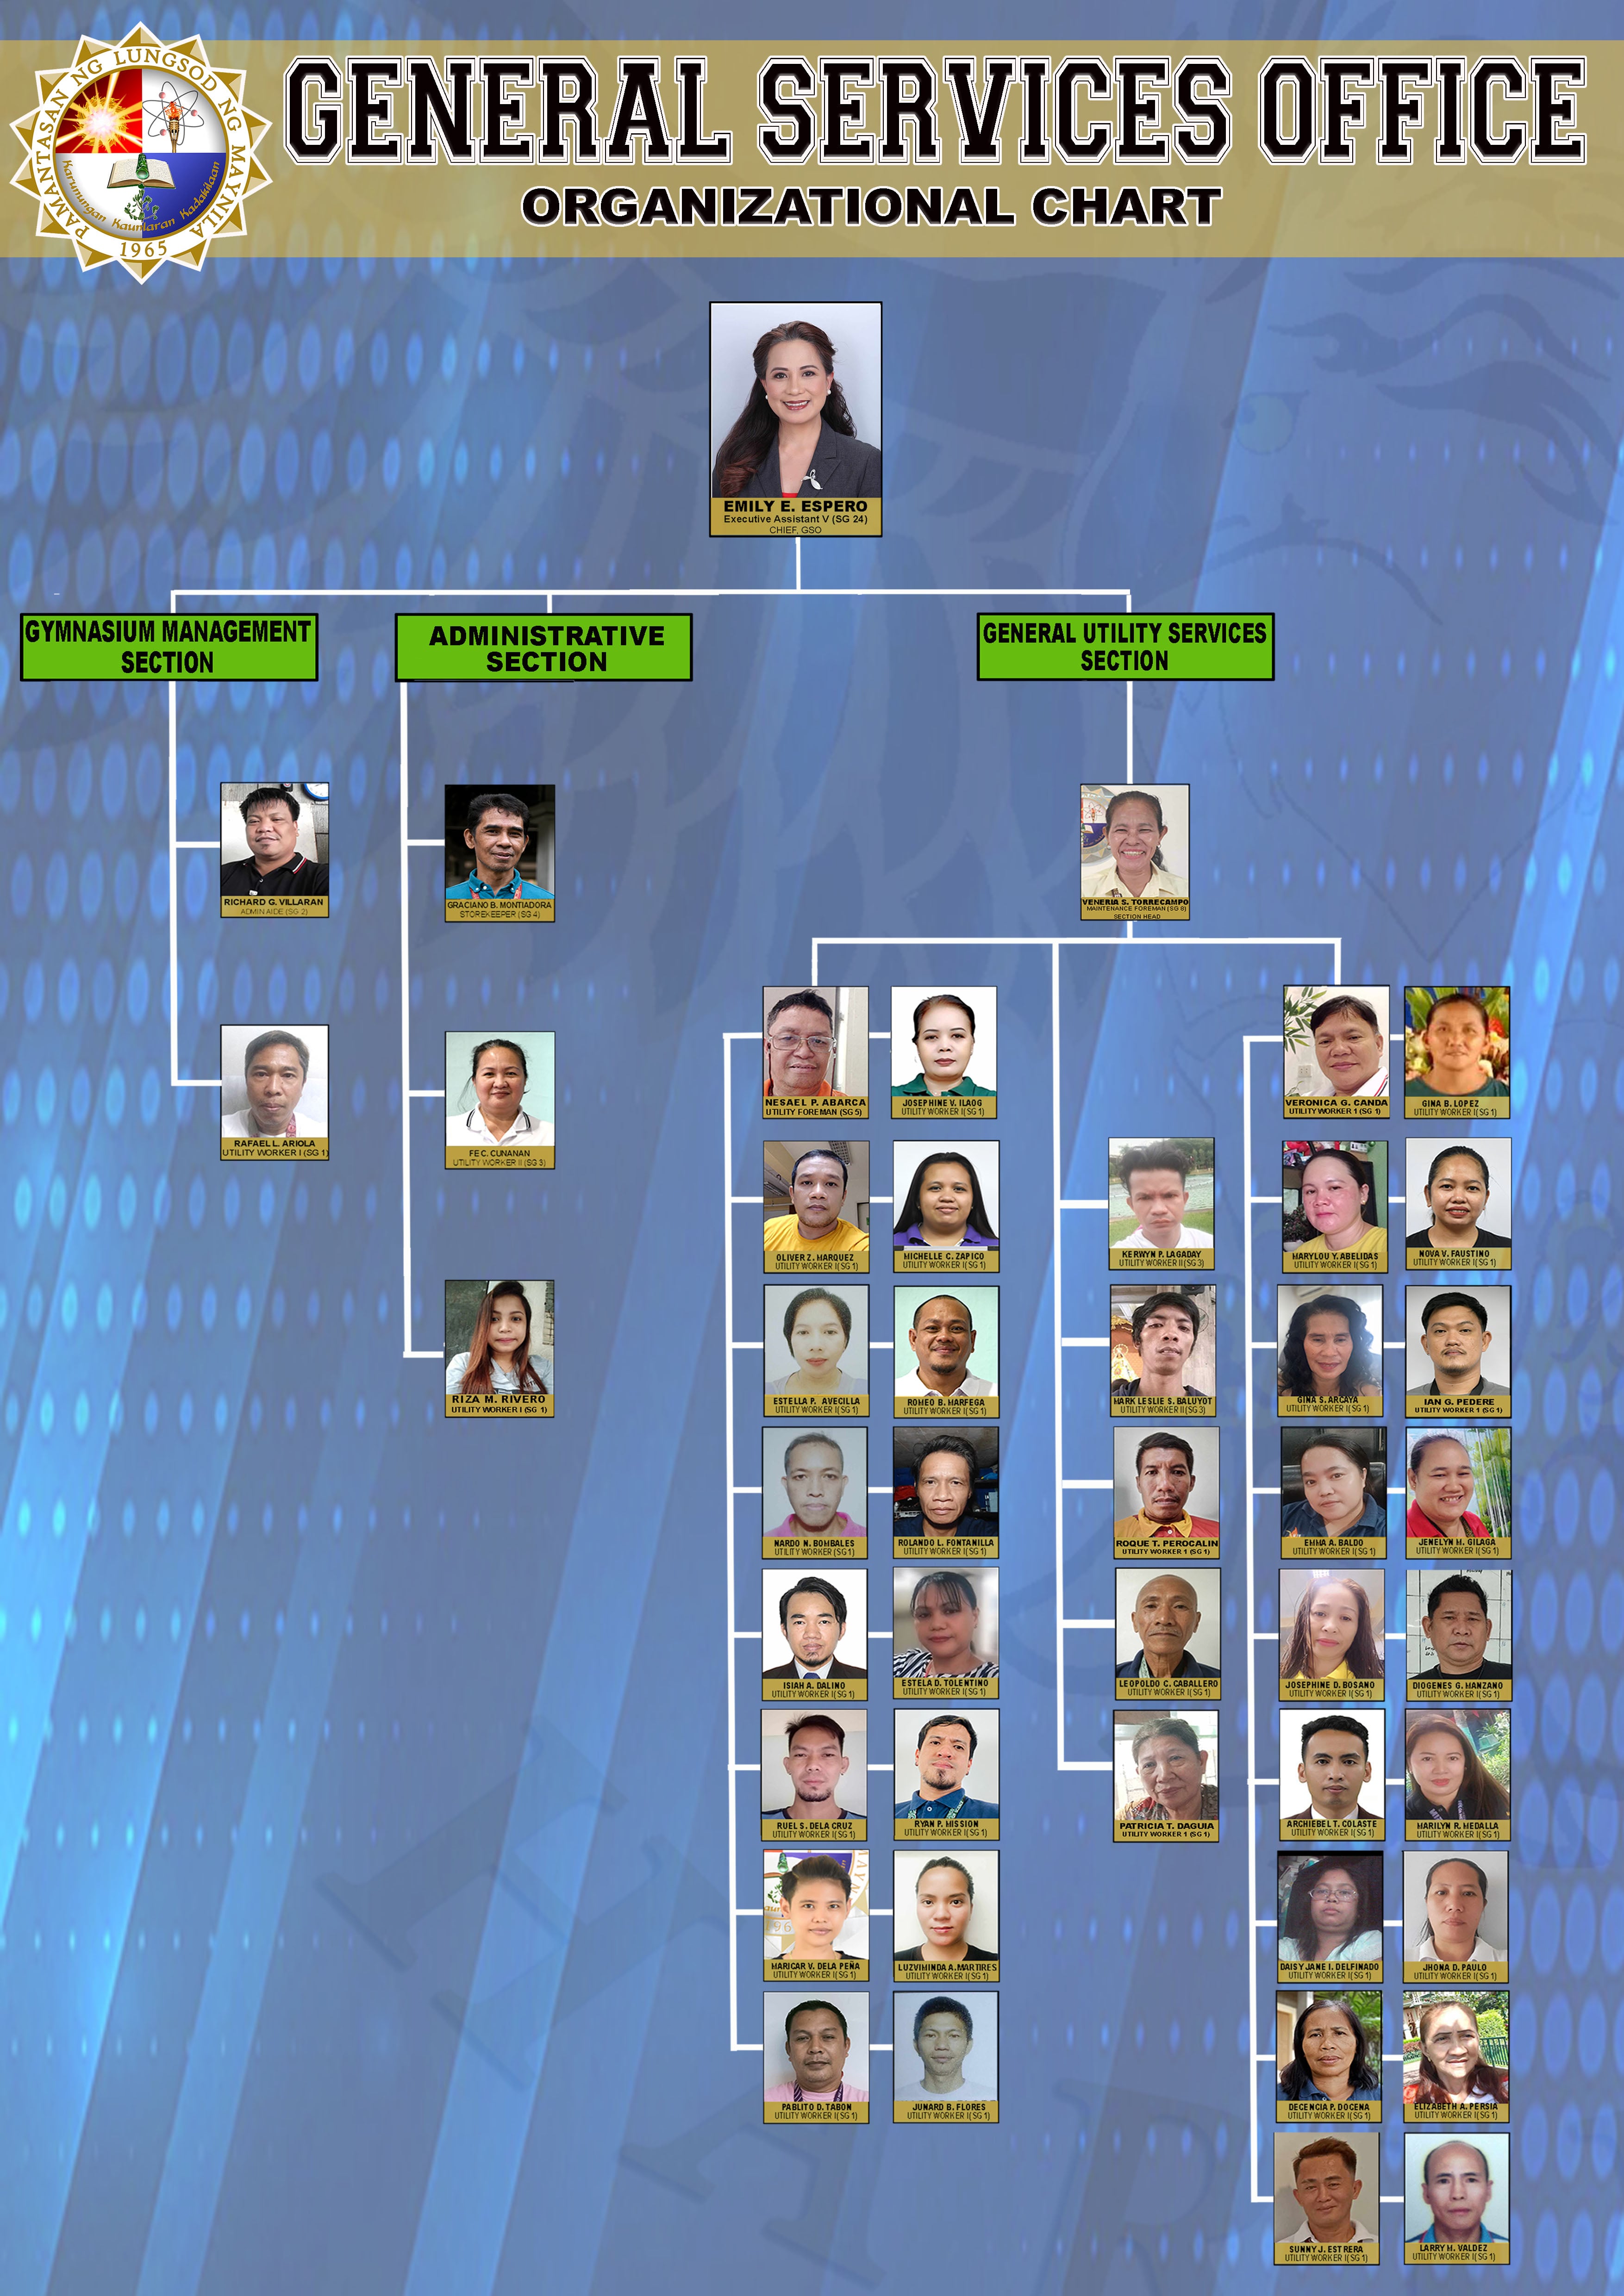 PAMANTASAN NG LUNGSOD NG MAYNILA
Karunungan Kaunlaran Kadakilaan
1965
GENERAL SERVICES OFFICE
ORGANIZATIONAL CHART
EMILY E. ESPERO
Executive Assistant V (SG 24)
CHIEF, GSO
GYMNASIUM MANAGEMENT
SECTION
ADMINISTRATIVE
SECTION
GENERAL UTILITY SERVICES
SECTION
RICHARD G. VILLARAN
ADMIN AIDE (SG 2)
RAFAEL L. ARIOLA
UTILITY WORKER I (SG 1)
GRACIANO B. MONTIADORA
STOREKEEPER (SG 4)
FE C. CUNANAN
UTILITY WORKER II (SG 3)
RIZA M. RIVERO
UTILITY WORKER I (SG 1)
VENERIA S. TORRECAMPO
MAINTENANCE FOREMAN (SG 8)
SECTION HEAD
NESAEL P. ABARCA
UTILITY FOREMAN (SG 5)
JOSEPHINE V. LAOG
UTILITY WORKER I(SG 1)
OLIVER Z. MARQUEZ
UTILITY WORKER I(SG 1)
MICHELLE C. ZAPICO
UTILITY WORKER I(SG 1)
ESTELLA P. AVECILLA
UTILITY WORKER I(SG 1)
ROMEO B. MARFEGA
UTILITY WORKER I(SG 1)
NARDO N. BOMBALES
UTILITY WORKER (SG 1)
ROLANDO L. FONTANILLA
UTILITY WORKER I(SG 1)
ISIAH A. DALINO
UTILITY WORKER I(SG 1)
ESTELA D. TOLENTINO
UTILITY WORKER I(SG 1)
RUEL S. DELA CRUZ
UTILITY WORKER I(SG 1)
RYAN P. MISSION
UTILITY WORKER I(SG 1)
MARICAR V. DELA PEÑA
UTILITY WORKER I(SG 1)
LUZVIMINDA A. MARTIRES
UTILITY WORKER I(SG 1)
PABLITO D. TABON
UTILITY WORKER I(SG 1)
JUNARD B. FLORES
UTILITY WORKER I(SG 1)
KERWYN P. LAGADAY
UTILITY WORKER II(SG 3)
MARK LESLIE S. BALUYOT
UTILITY WORKER II(SG 3)
ROQUE T. PEROCALIN
UTILITY WORKER 1 (SG 1)
LEOPOLDO C. CABALLERO
UTILITY WORKER I(SG 1)
PATRICIA T. DAGUIA
UTILITY WORKER 1 (SG 1)
VERONICA G. CANDA
UTILITY WORKER 1 (SG 1)
GINA B. LOPEZ
UTILITY WORKER I(SG 1)
MARYLOU Y. ABELIDAS
UTILITY WORKER I(SG 1)
NOVA V. FAUSTINO
UTILITY WORKER I(SG 1)
GINA S. ARCAYA
UTILITY WORKER I(SG 1)
IAN G. PEDERE
UTILITY WORKER 1 (SG 1)
EMMA A. BALDO
UTILITY WORKER I(SG 1)
JENELYN M. GILAGA
UTILITY WORKER I(SG 1)
JOSEPHINE D. BOSANO
UTILITY WORKER I(SG 1)
DIOGENES G. MANZANO
UTILITY WORKER I(SG 1)
ARCHIEBEL T. COLASTE
UTILITY WORKER I(SG 1)
MARILYN R. MEDALLA
UTILITY WORKER I(SG 1)
DAISY JANE I. DELFINADO
UTILITY WORKER I(SG 1)
JHONA D. PAULO
UTILITY WORKER I(SG 1)
DECENCIA P. DOCENA
UTILITY WORKER I(SG 1)
ELIZABETH A. PERSIA
UTILITY WORKER I(SG 1)
SUNNY J. ESTRERA
UTILITY WORKER I(SG 1)
LARRY M. VALDEZ
UTILITY WORKER I(SG 1)